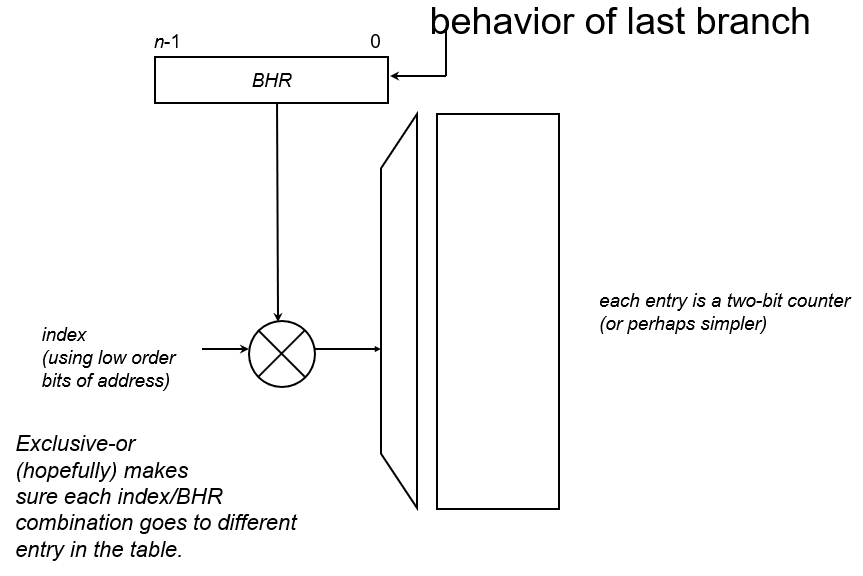 behavior of last branch
n-1 0
BHR
each entry is a two-bit counter
(or perhaps simpler)
index
(using low order
bits of address)
Exclusive-or
(hopefully) makes
sure each index/BHR
combination goes to different
entry in the table.